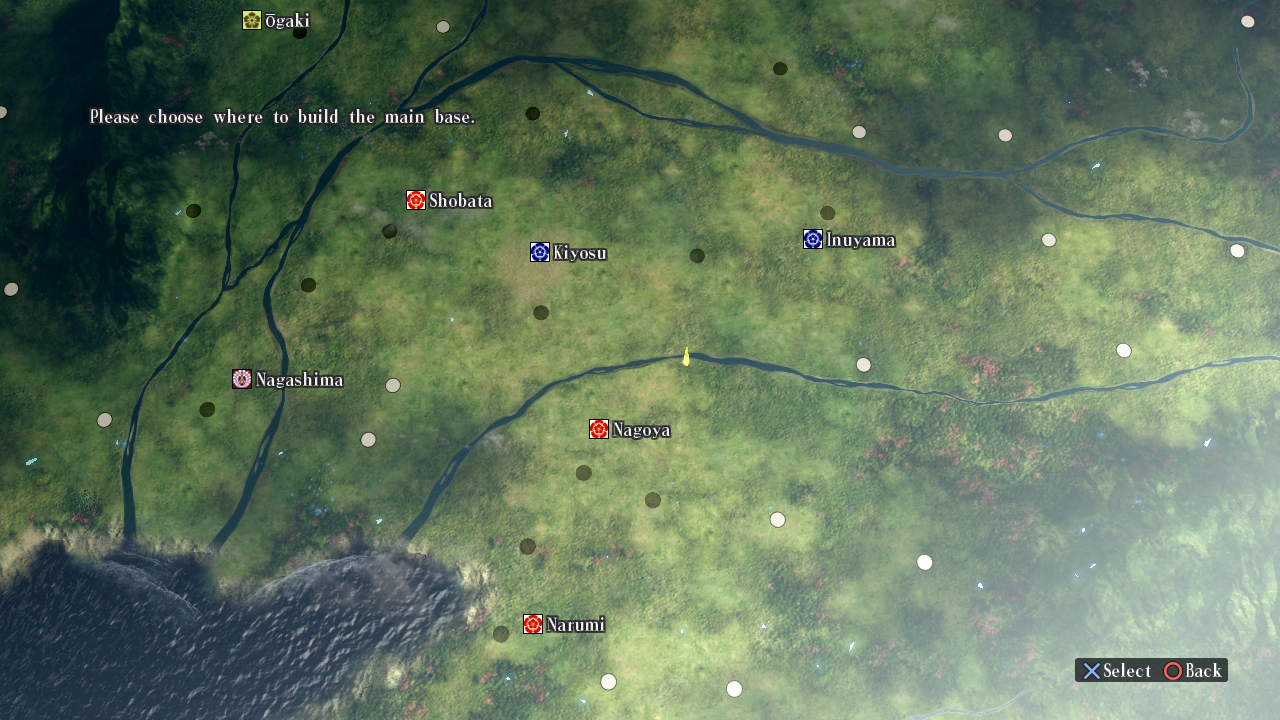 Ōgaki
Please choose where to build the main base.
Shobata
Kiyosu
Inuyama
Nagashima
Nagoya
Narumi
Select Back